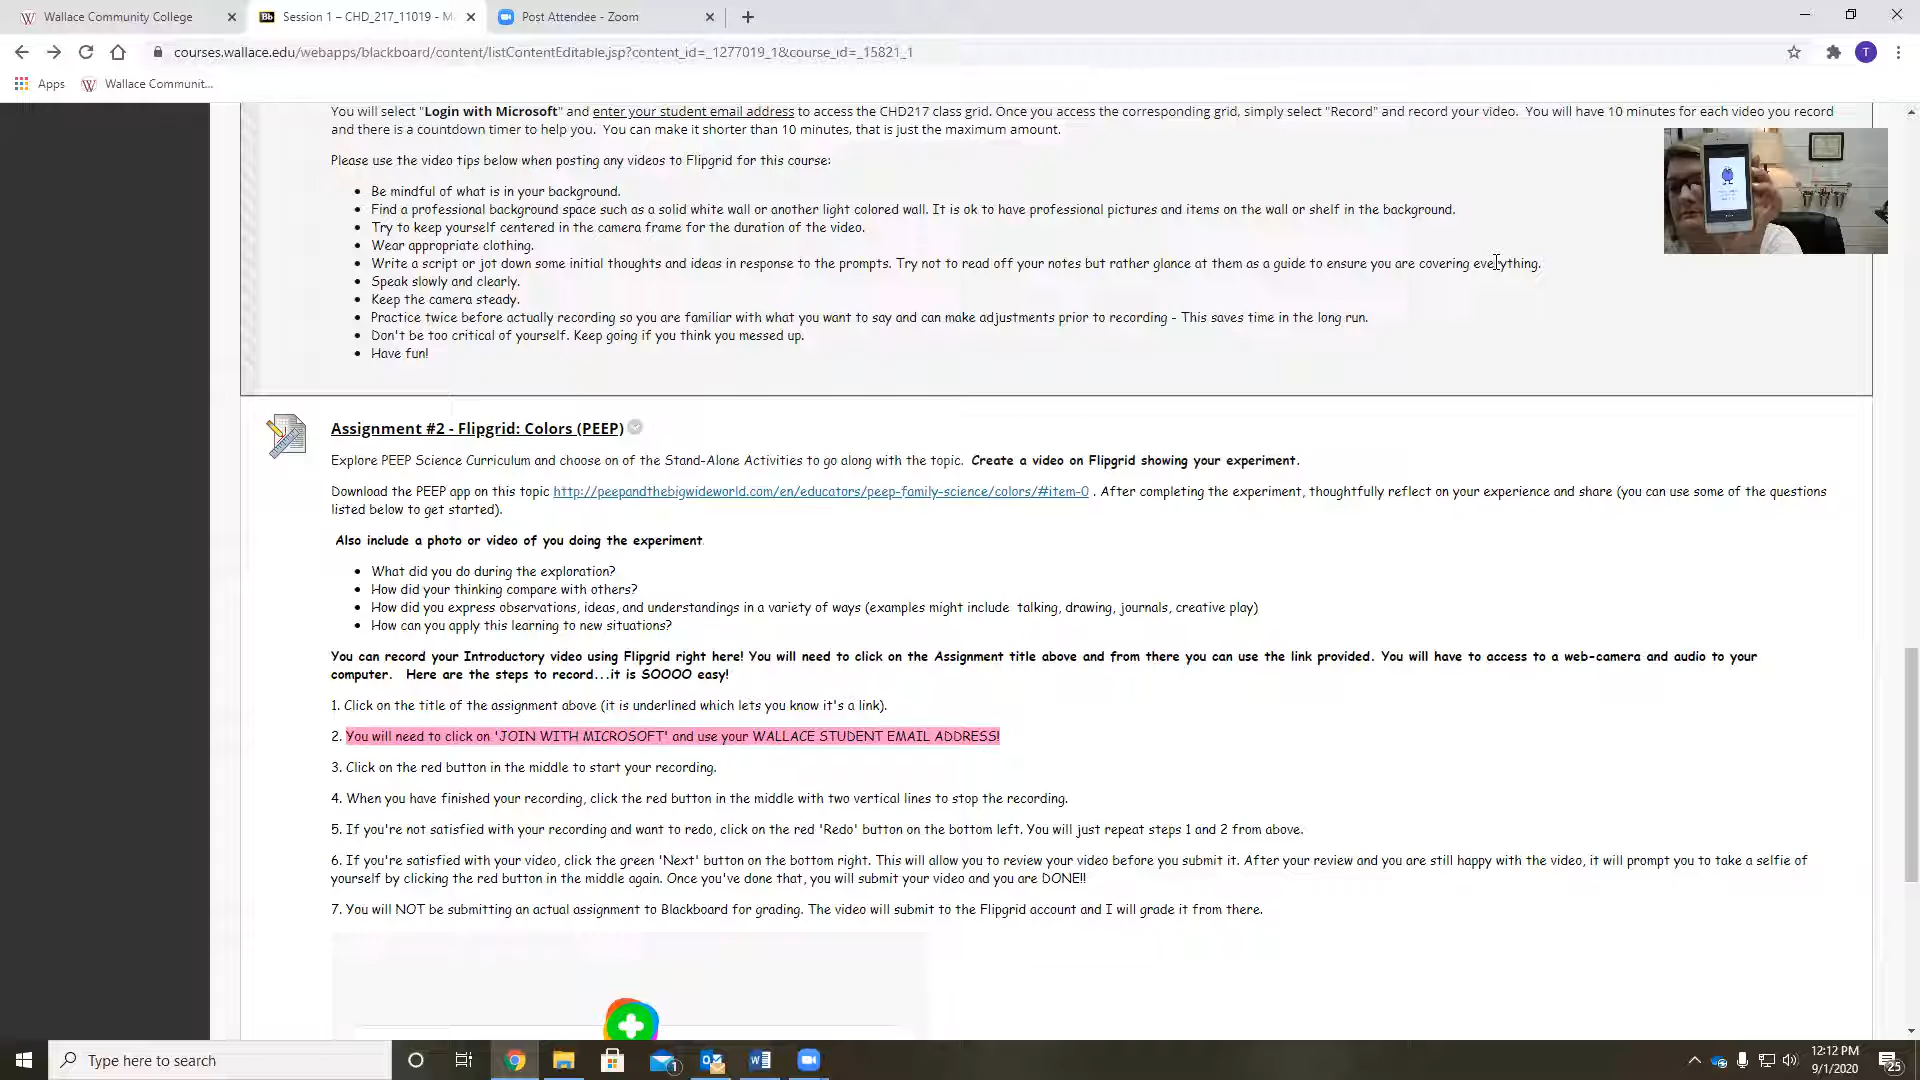 Wallace Community College
Session 1 – CHD_217_11019 - M
Post Attendee - Zoom
courses.wallace.edu/webapps/blackboard/content/listContentEditable.jsp?content_id=_1277019_1&course_id=_15821_1
T
Apps
Wallace Communit...
You will select "Login with Microsoft" and enter your student email address to access the CHD217 class grid. Once you access the corresponding grid, simply select "Record" and record your video. You will have 10 minutes for each video you record
and there is a countdown timer to help you. You can make it shorter than 10 minutes, that is just the maximum amount.
Please use the video tips below when posting any videos to Flipgrid for this course:
• Be mindful of what is in your background.
• Find a professional background space such as a solid white wall or another light colored wall. It is ok to have professional pictures and items on the wall or shelf in the background.
• Try to keep yourself centered in the camera frame for the duration of the video.
• Wear appropriate clothing.
• Write a script or jot down some initial thoughts and ideas in response to the prompts. Try not to read off your notes but rather glance at them as a guide to ensure you are covering everything.
• Speak slowly and clearly.
• Keep the camera steady.
• Practice twice before actually recording so you are familiar with what you want to say and can make adjustments prior to recording - This saves time in the long run.
• Don't be too critical of yourself. Keep going if you think you messed up.
• Have fun!
Assignment #2 - Flipgrid: Colors (PEEP)
Explore PEEP Science Curriculum and choose on of the Stand-Alone Activities to go along with the topic. Create a video on Flipgrid showing your experiment.
Download the PEEP app on this topic http://peepandthebigwideworld.com/en/educators/peep-family-science/colors/#item-0 . After completing the experiment, thoughtfully reflect on your experience and share (you can use some of the questions
listed below to get started).
Also include a photo or video of you doing the experiment.
• What did you do during the exploration?
• How did your thinking compare with others?
• How did you express observations, ideas, and understandings in a variety of ways (examples might include talking, drawing, journals, creative play)
• How can you apply this learning to new situations?
You can record your Introductory video using Flipgrid right here! You will need to click on the Assignment title above and from there you can use the link provided. You will have to access to a web-camera and audio to your
computer. Here are the steps to record...it is SOOOO easy!
1. Click on the title of the assignment above (it is underlined which lets you know it's a link).
2. You will need to click on 'JOIN WITH MICROSOFT' and use your WALLACE STUDENT EMAIL ADDRESS!
3. Click on the red button in the middle to start your recording.
4. When you have finished your recording, click the red button in the middle with two vertical lines to stop the recording.
5. If you're not satisfied with your recording and want to redo, click on the red 'Redo' button on the bottom left. You will just repeat steps 1 and 2 from above.
6. If you're satisfied with your video, click the green 'Next' button on the bottom right. This will allow you to review your video before you submit it. After your review and you are still happy with the video, it will prompt you to take a selfie of
yourself by clicking the red button in the middle again. Once you've done that, you will submit your video and you are DONE!!
7. You will NOT be submitting an actual assignment to Blackboard for grading. The video will submit to the Flipgrid account and I will grade it from there.
Type here to search
1
12:12 PM
9/1/2020
25